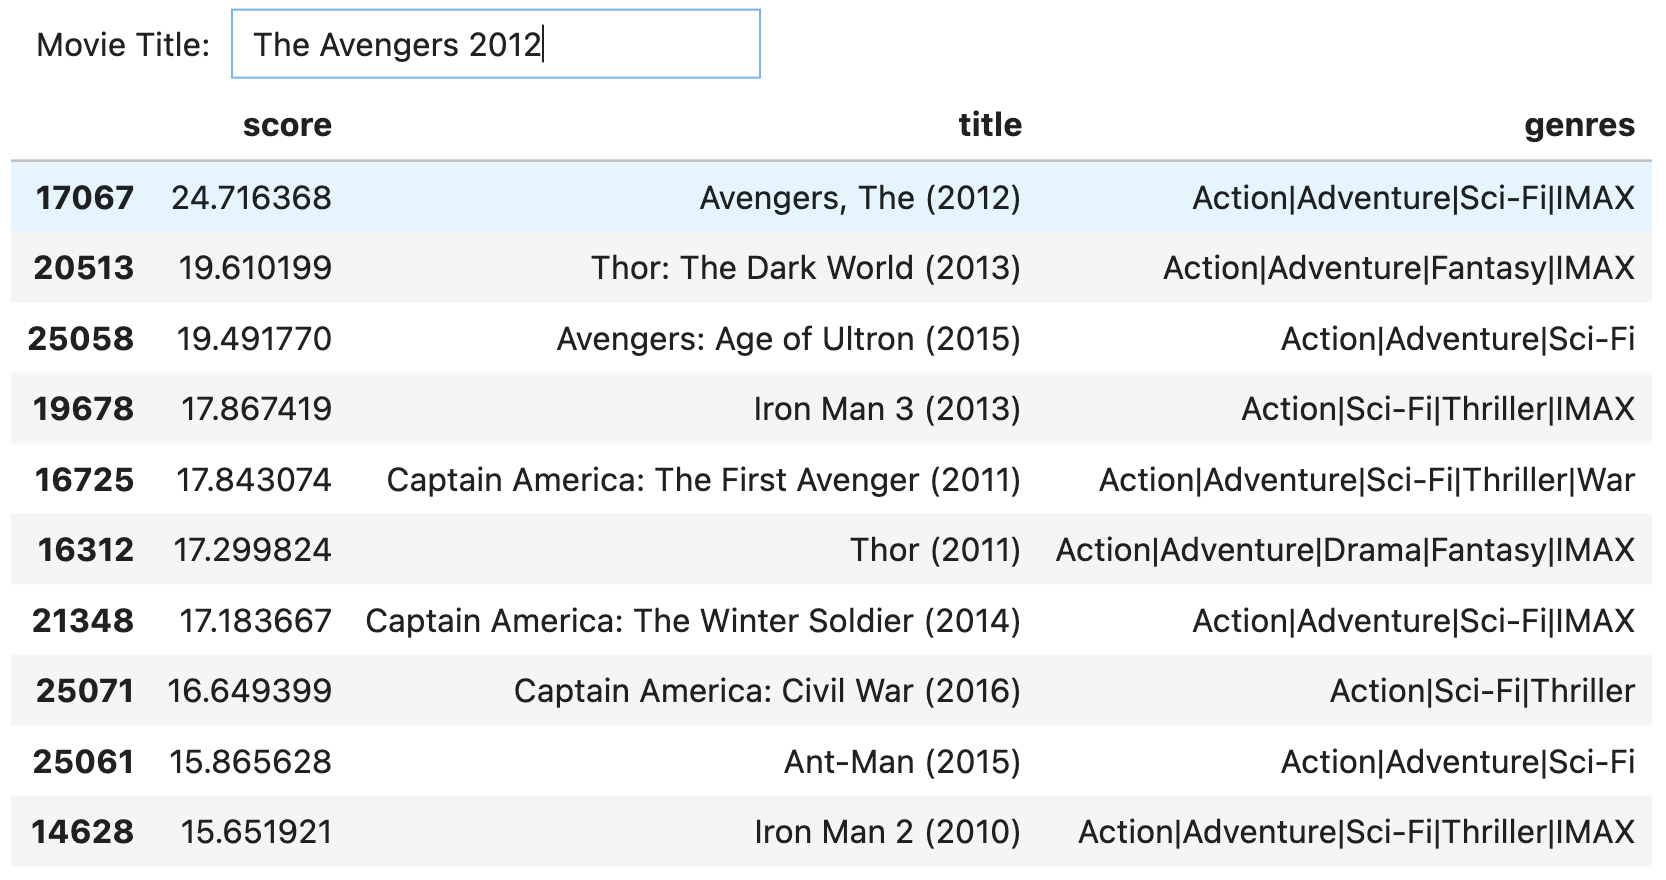 Movie Title: The Avengers 2012
score title genres
17067 24.716368 Avengers, The (2012) Action|Adventure|Sci-Fi|IMAX
20513 19.610199 Thor: The Dark World (2013) Action|Adventure|Fantasy|IMAX
25058 19.491770 Avengers: Age of Ultron (2015) Action|Adventure|Sci-Fi
19678 17.867419 Iron Man 3 (2013) Action|Sci-Fi|Thriller|IMAX
16725 17.843074 Captain America: The First Avenger (2011) Action|Adventure|Sci-Fi|Thriller|War
16312 17.299824 Thor (2011) Action|Adventure|Drama|Fantasy|IMAX
21348 17.183667 Captain America: The Winter Soldier (2014) Action|Adventure|Sci-Fi|IMAX
25071 16.649399 Captain America: Civil War (2016) Action|Sci-Fi|Thriller
25061 15.865628 Ant-Man (2015) Action|Adventure|Sci-Fi
14628 15.651921 Iron Man 2 (2010) Action|Adventure|Sci-Fi|Thriller|IMAX